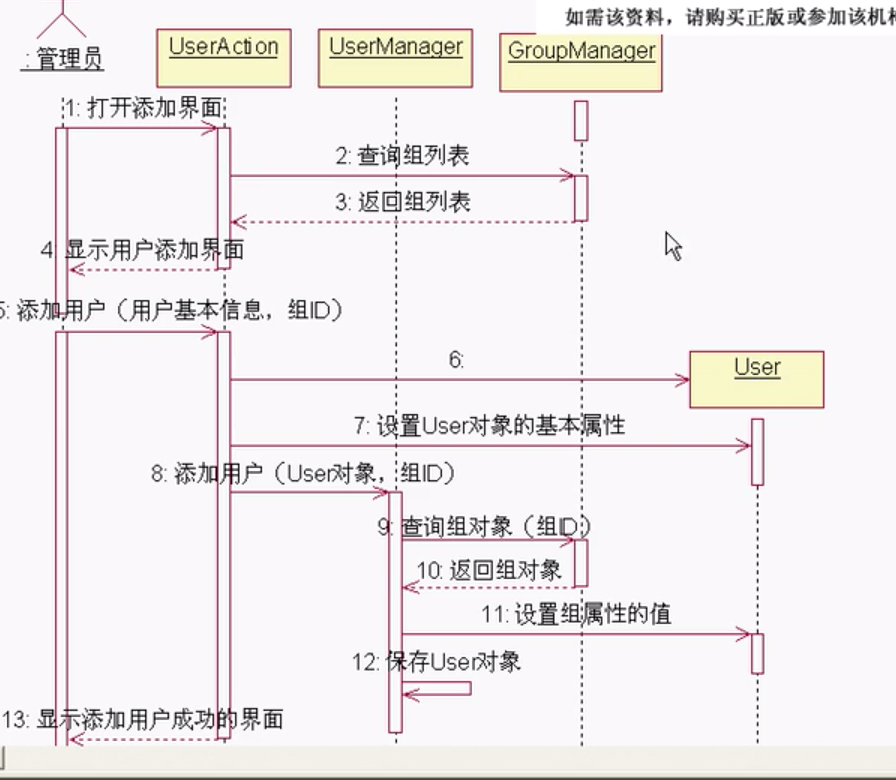 如需该资料，请购买正版或参加该机构
: 管理员
UserAction
UserManager
GroupManager
1: 打开添加界面
2: 查询组列表
3: 返回组列表
4: 显示用户添加界面
5: 添加用户（用户基本信息，组ID）
6:
User
7: 设置User对象的基本属性
8: 添加用户（User对象，组ID）
9: 查询组对象（组ID）
10: 返回组对象
11: 设置组属性的值
12: 保存User对象
13: 显示添加用户成功的界面